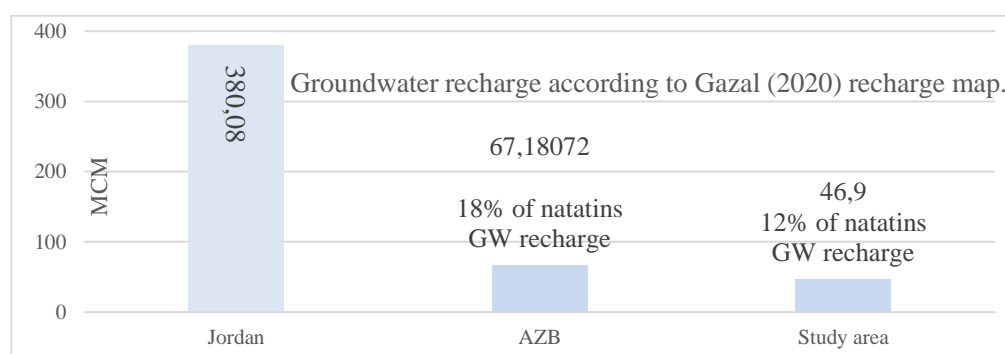 400
300
200
100
0
MCM
380,08
Groundwater recharge according to Gazal (2020) recharge map.
67,18072
18% of natatins
GW recharge
46,9
12% of natatins
GW recharge
Jordan
AZB
Study area